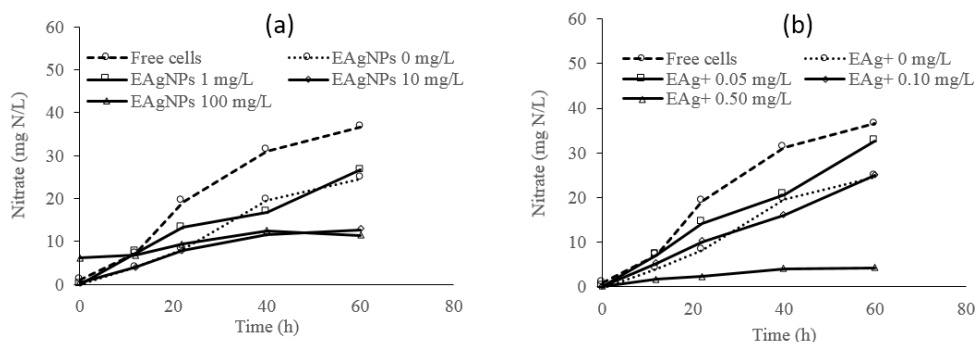 (a)
Free cells
EAgNPs 0 mg/L
EAgNPs 1 mg/L
EAgNPs 10 mg/L
EAgNPs 100 mg/L
Nitrate (mg N/L)
60
50
40
30
20
10
0
0 20 40 60 80
Time (h)
(b)
Free cells
EAg+ 0 mg/L
EAg+ 0.05 mg/L
EAg+ 0.10 mg/L
EAg+ 0.50 mg/L
Nitrate (mg N/L)
60
50
40
30
20
10
0
0 20 40 60 80
Time (h)